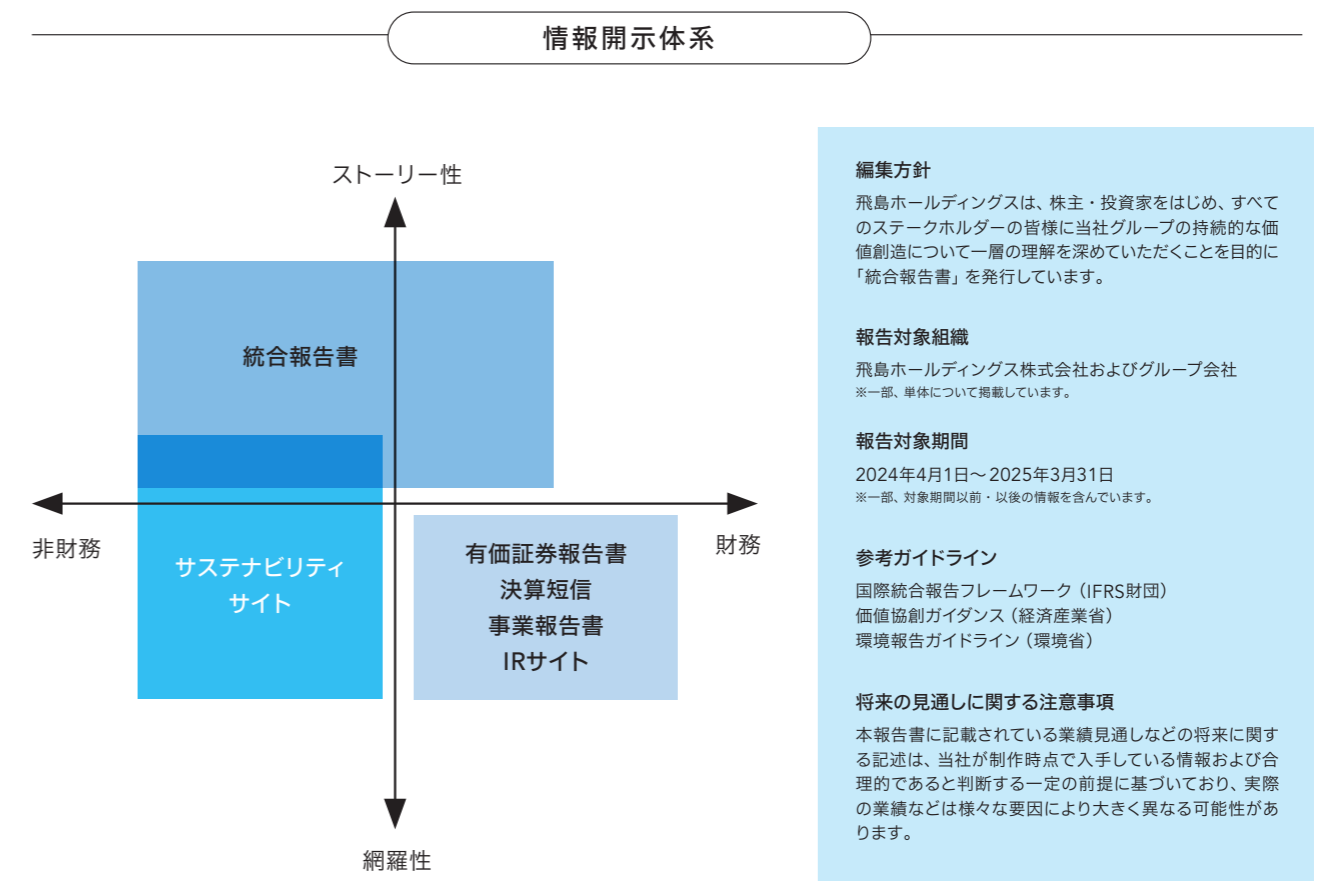 情報開示体系
ストーリー性
統合報告書
非財務
財務
サステナビリティ
サイト
有価証券報告書
決算短信
事業報告書
IRサイト
網羅性
編集方針
飛島ホールディングスは、株主・投資家をはじめ、すべて
のステークホルダーの皆様に当社グループの持続的な価
値創造について一層の理解を深めていただくことを目的に
「統合報告書」を発行しています。
報告対象組織
飛島ホールディングス株式会社およびグループ会社
※一部、単体について掲載しています。
報告対象期間
2024年4月1日～2025年3月31日
※一部、対象期間以前・以後の情報を含んでいます。
参考ガイドライン
国際統合報告フレームワーク（IFRS財団）
価値協創ガイダンス（経済産業省）
環境報告ガイドライン（環境省）
将来の見通しに関する注意事項
本報告書に記載されている業績見通しなどの将来に関す
る記述は、当社が制作時点で入手している情報および合
理的であると判断する一定の前提に基づいており、実際
の業績などは様々な要因により大きく異なる可能性があ
ります。